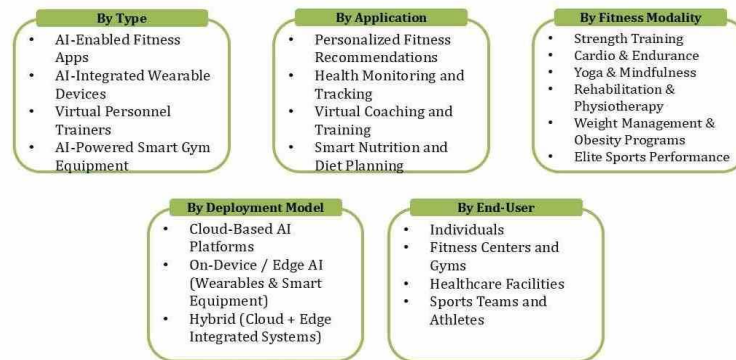 By Type
• AI-Enabled Fitness
Apps
• AI-Integrated Wearable
Devices
• Virtual Personnel
Trainers
• AI-Powered Smart Gym
Equipment
By Application
• Personalized Fitness
Recommendations
• Health Monitoring and
Tracking
• Virtual Coaching and
Training
• Smart Nutrition and
Diet Planning
By Fitness Modality
• Strength Training
• Cardio & Endurance
• Yoga & Mindfulness
• Rehabilitation &
Physiotherapy
• Weight Management &
Obesity Programs
• Elite Sports Performance
By Deployment Model
• Cloud-Based AI
Platforms
• On-Device / Edge AI
(Wearables & Smart
Equipment)
• Hybrid (Cloud + Edge
Integrated Systems)
By End-User
• Individuals
• Fitness Centers and
Gyms
• Healthcare Facilities
• Sports Teams and
Athletes